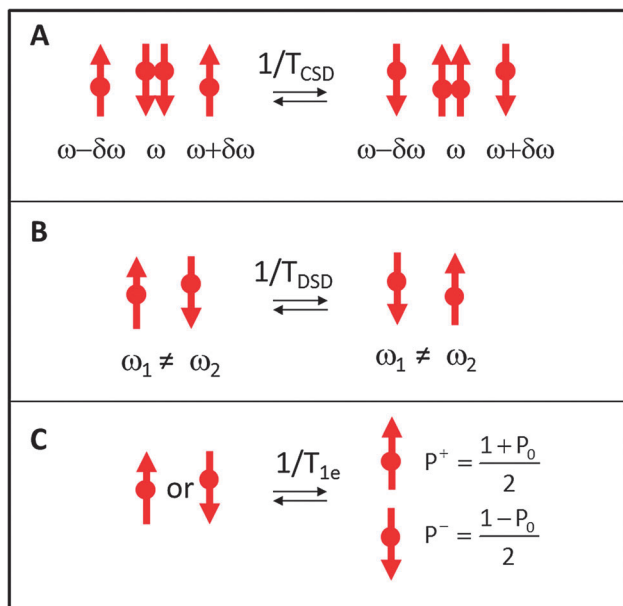 A
1/T_CSD
ω−δω ω ω+δω ω−δω ω ω+δω
B
1/T_DSD
ω₁ ≠ ω₂ ω₁ ≠ ω₂
C
or 1/T_1e
P⁺ = (1+P₀)/2
P⁻ = (1−P₀)/2